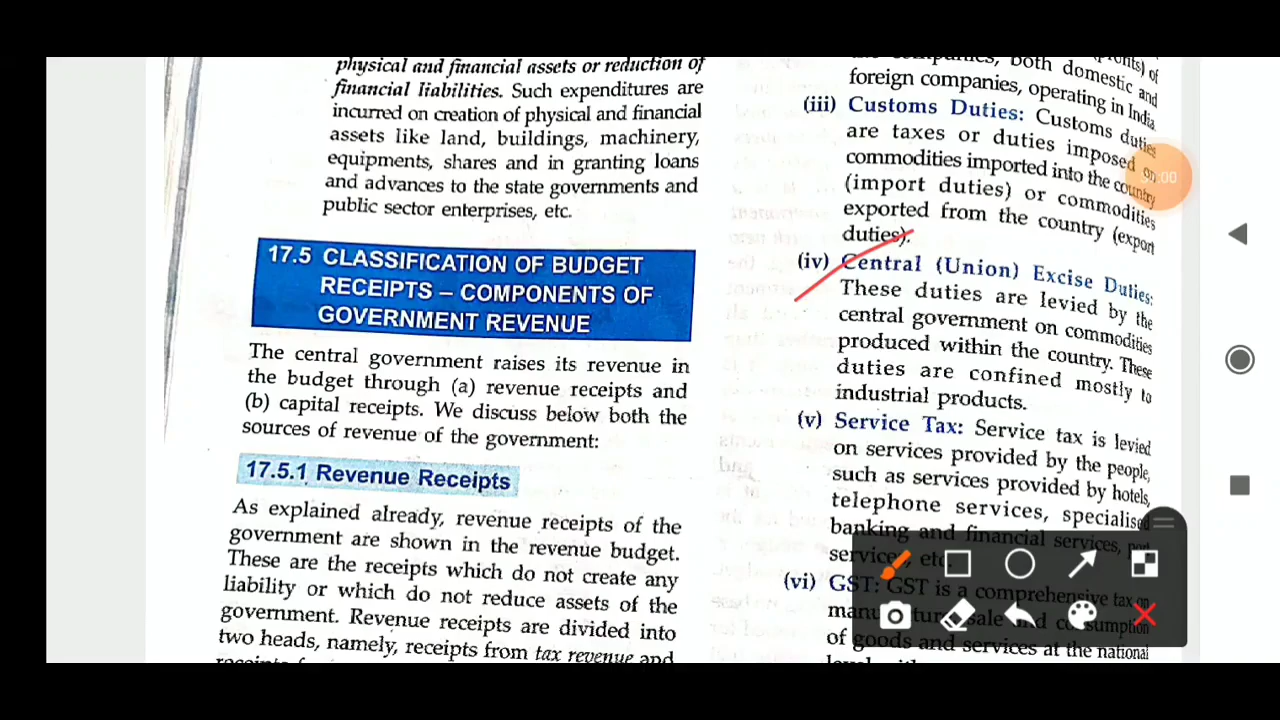 physical and financial assets or reduction of
financial liabilities. Such expenditures are
incurred on creation of physical and financial
assets like land, buildings, machinery,
equipments, shares and in granting loans
and advances to the state governments and
public sector enterprises, etc.
17.5 CLASSIFICATION OF BUDGET
RECEIPTS – COMPONENTS OF
GOVERNMENT REVENUE
The central government raises its revenue in
the budget through (a) revenue receipts and
(b) capital receipts. We discuss below both the
sources of revenue of the government:
17.5.1 Revenue Receipts
As explained already, revenue receipts of the
government are shown in the revenue budget.
These are the receipts which do not create any
liability or which do not reduce assets of the
government. Revenue receipts are divided into
two heads, namely, receipts from tax revenue and
the companies, both domestic and
foreign companies, operating in India.
(iii) Customs Duties: Customs duties
are taxes or duties imposed on
commodities imported into the country
(import duties) or commodities
exported from the country (export
duties).
(iv) Central (Union) Excise Duties:
These duties are levied by the
central government on commodities
produced within the country. These
duties are confined mostly to
industrial products.
(v) Service Tax: Service tax is levied
on services provided by the people,
such as services provided by hotels,
telephone services, specialised
banking and financial services,
services, etc.
(vi) GST: GST is a comprehensive tax on
manufacture, sale and consumption
of goods and services at the national